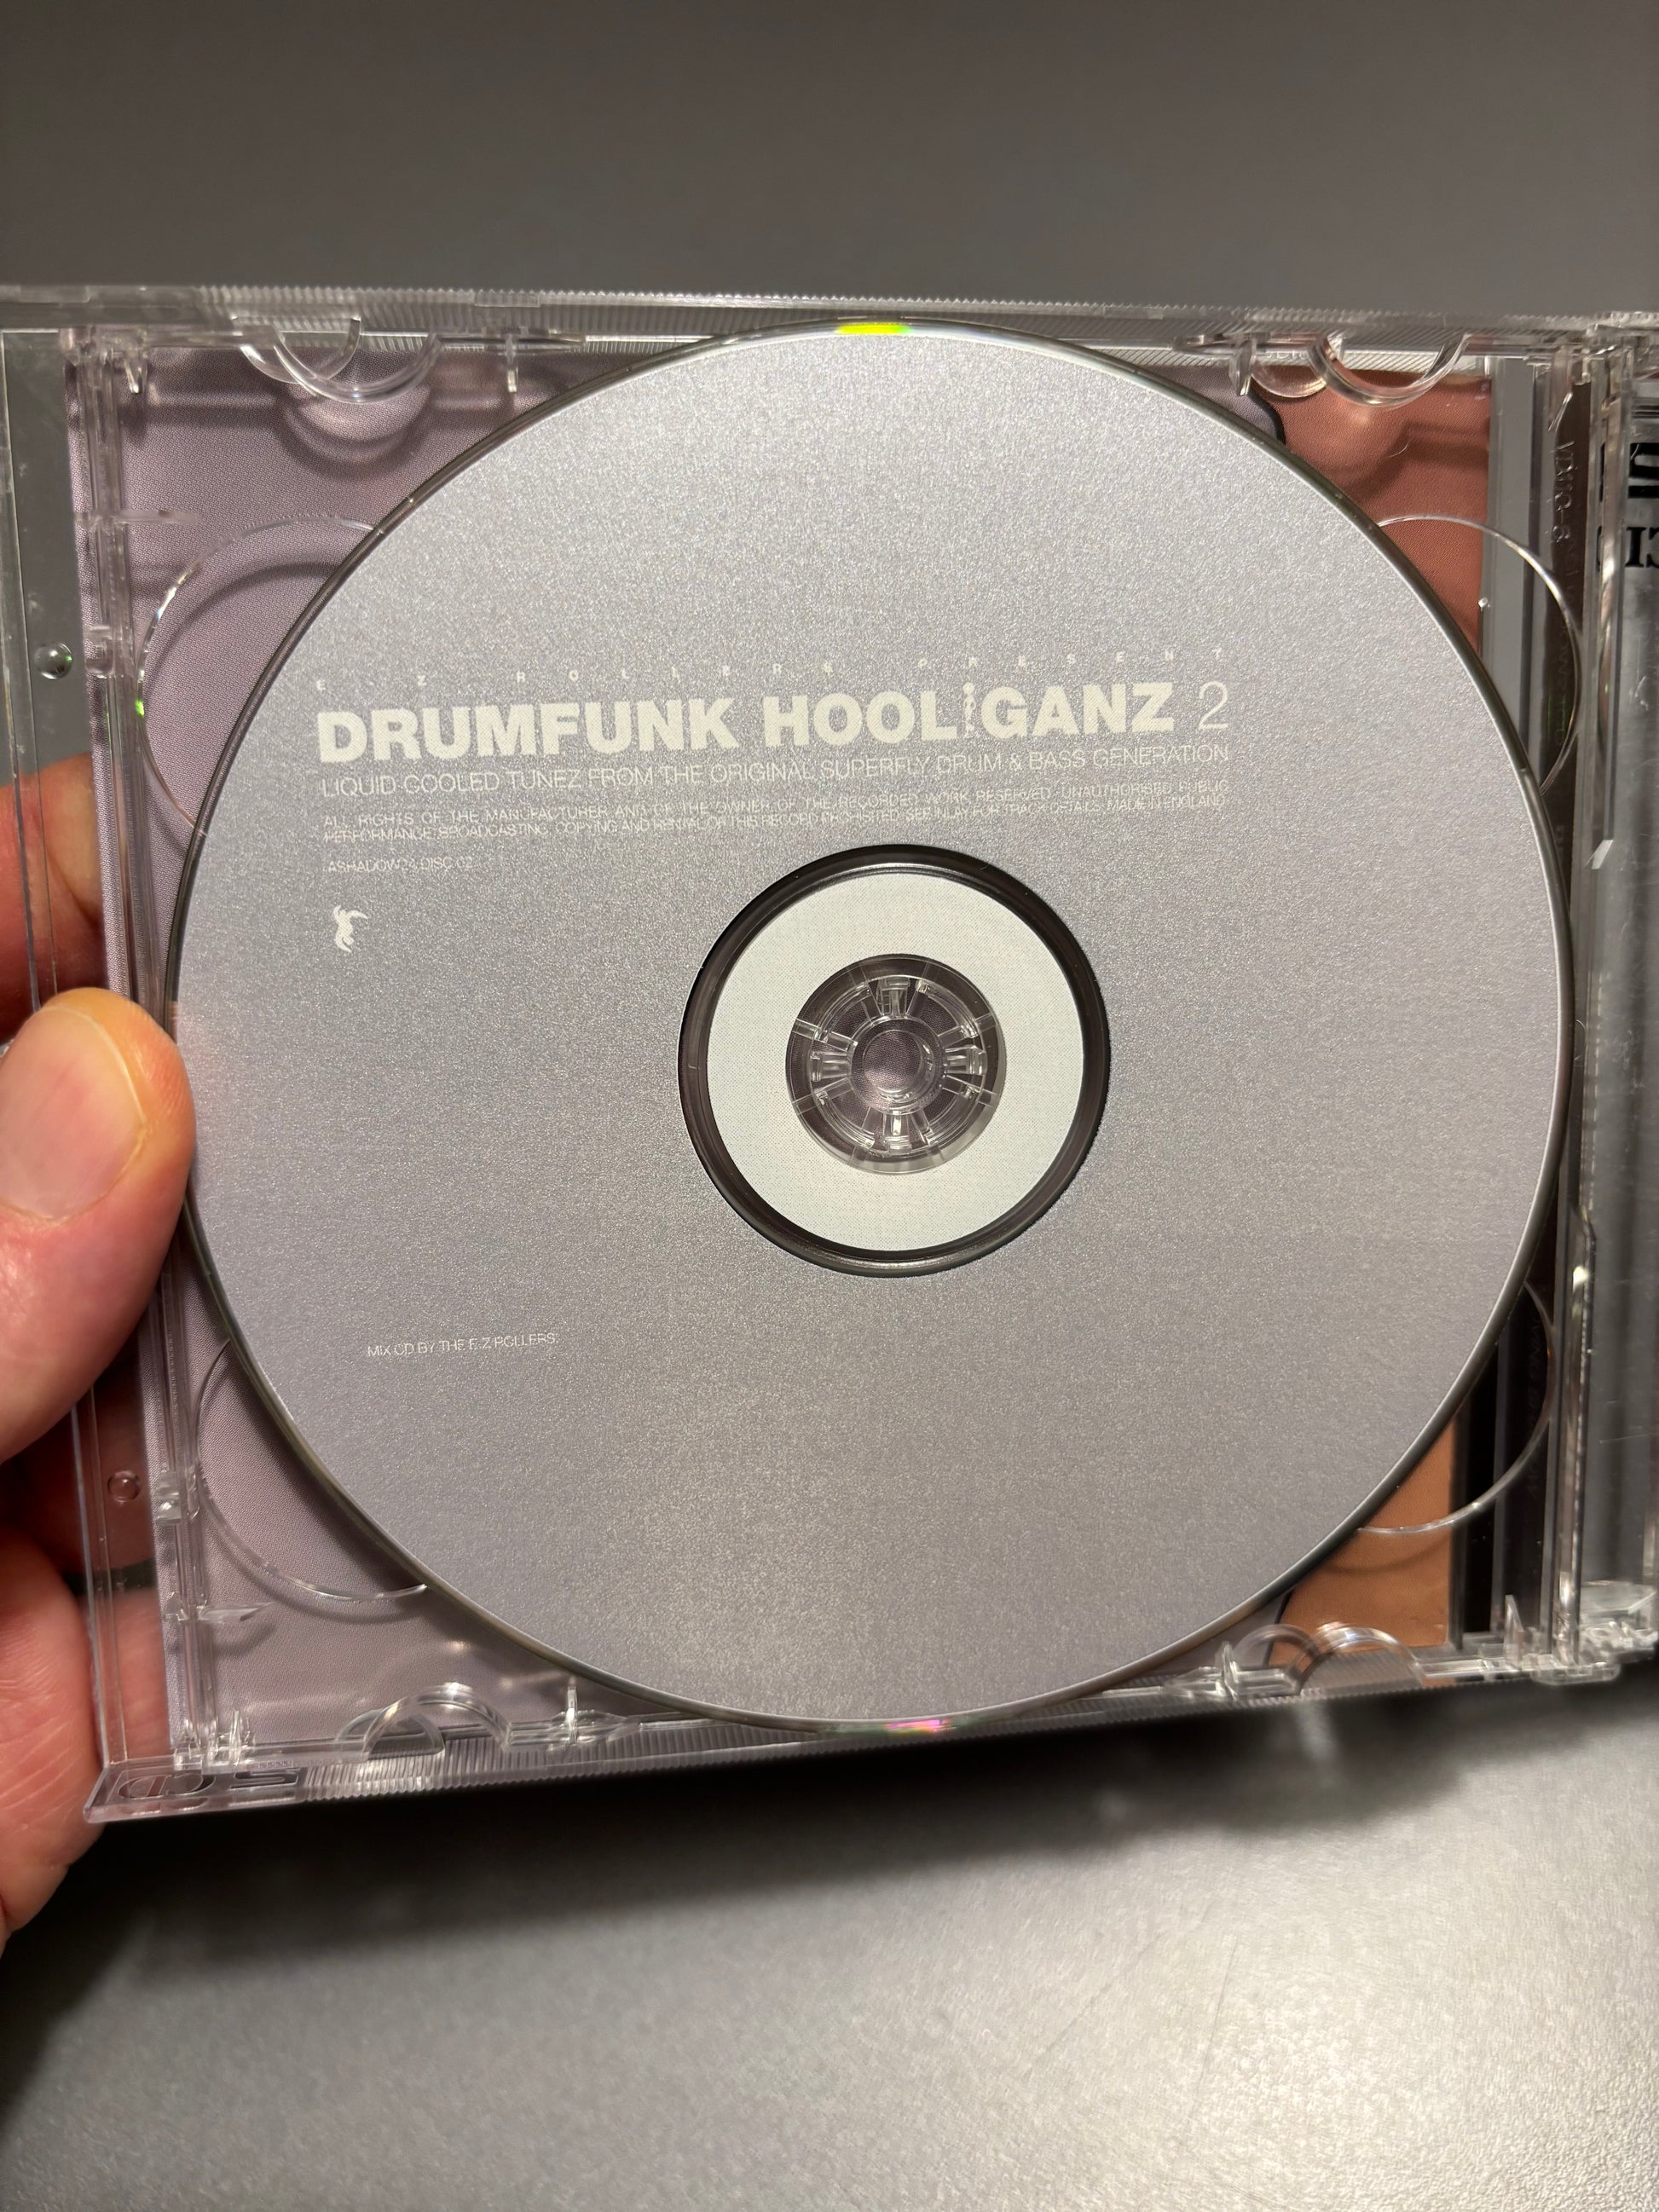 E Z ROLLERS PRESENT
DRUMFUNK HOOLiGANZ 2
LIQUID COOLED TUNEZ FROM THE ORIGINAL SUPERFLY DRUM & BASS GENERATION
ALL RIGHTS OF THE MANUFACTURER AND OF THE OWNER OF THE RECORDED WORK RESERVED. UNAUTHORISED PUBLIC
PERFORMANCE, BROADCASTING, COPYING AND RENTAL OF THIS RECORD PROHIBITED. SEE INLAY FOR TRACK DETAILS. MADE IN ENGLAND
ASHADOW24 DISC 02
MIX CD BY THE E-Z ROLLERS.